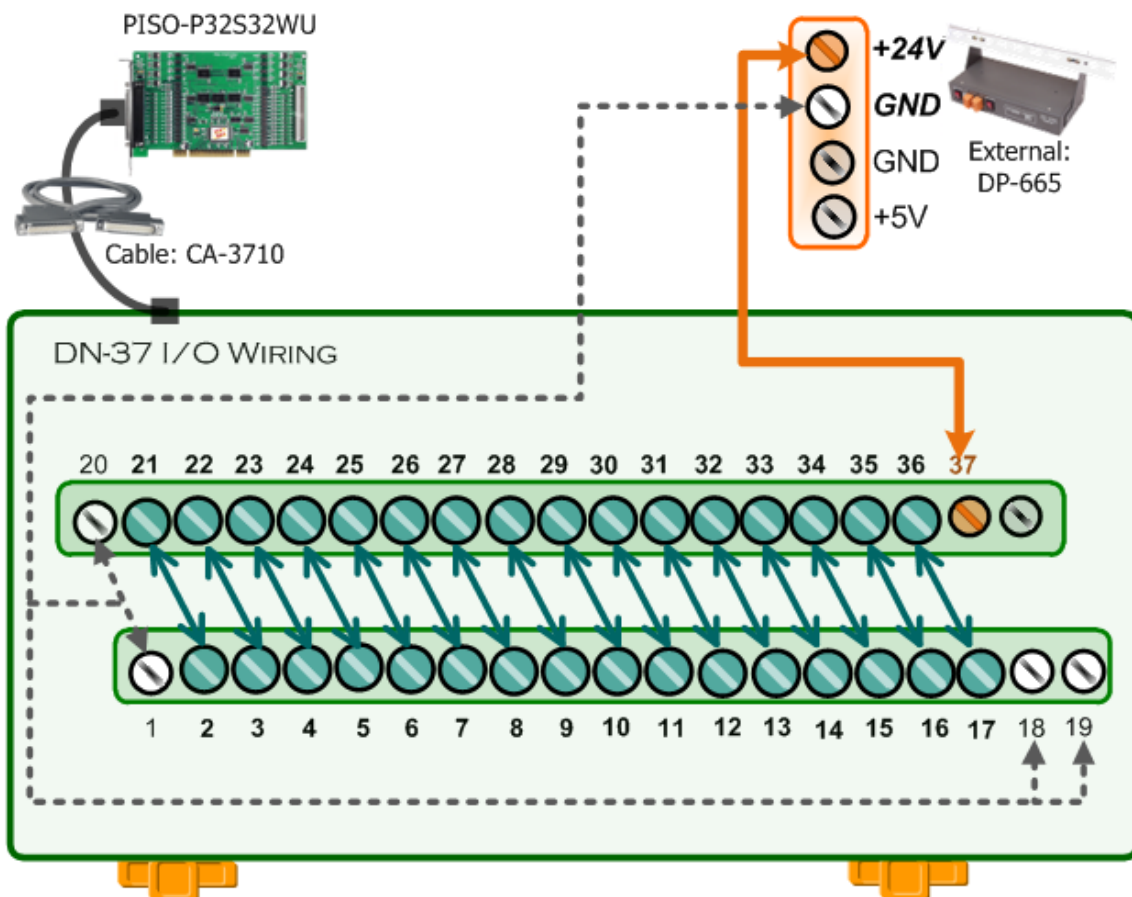 PISO-P32S32WU
+24V
GND
GND
+5V
External:
DP-665
Cable: CA-3710
DN-37 I/O WIRING
20 21 22 23 24 25 26 27 28 29 30 31 32 33 34 35 36 37
1 2 3 4 5 6 7 8 9 10 11 12 13 14 15 16 17 18 19